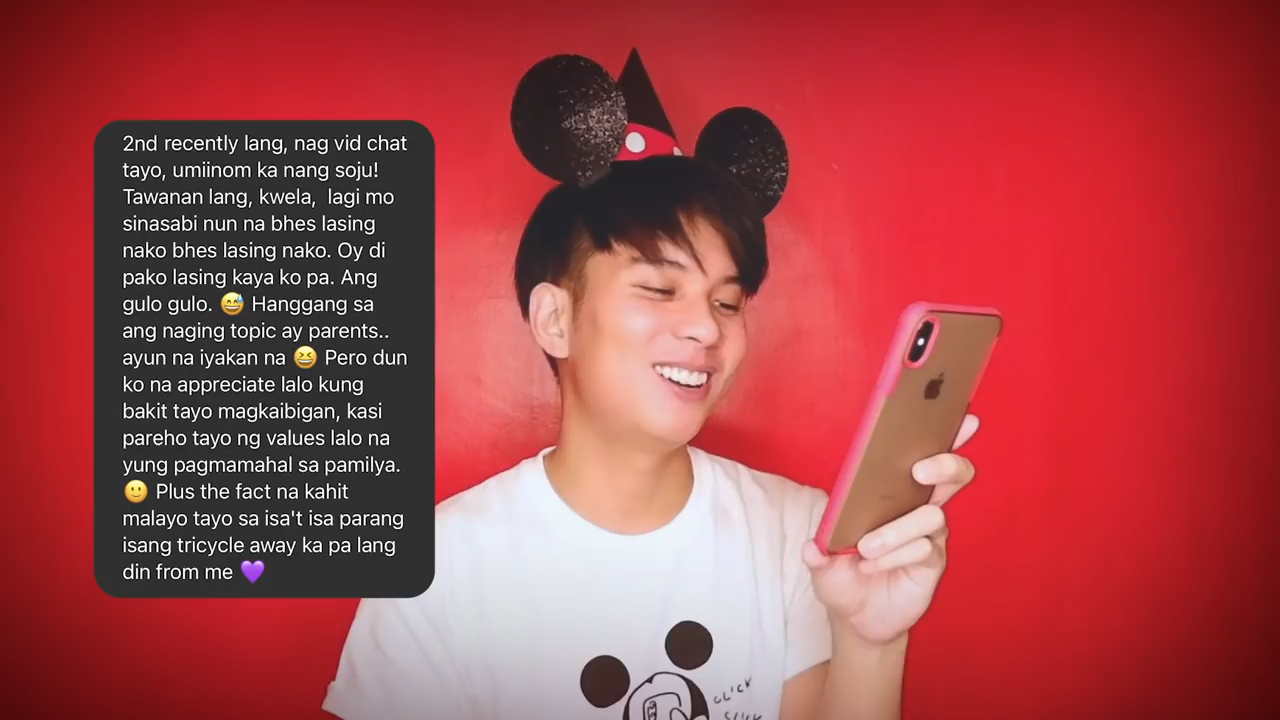 2nd recently lang, nag vid chat
tayo, umiinom ka nang soju!
Tawanan lang, kwela,  lagi mo
sinasabi nun na bhes lasing
nako bhes lasing nako. Oy di
pako lasing kaya ko pa. Ang
gulo gulo. 😅 Hanggang sa
ang naging topic ay parents..
ayun na iyakan na 😆 Pero dun
ko na appreciate lalo kung
bakit tayo magkaibigan, kasi
pareho tayo ng values lalo na
yung pagmamahal sa pamilya.
🙂 Plus the fact na kahit
malayo tayo sa isa't isa parang
isang tricycle away ka pa lang
din from me 💜
CLICK